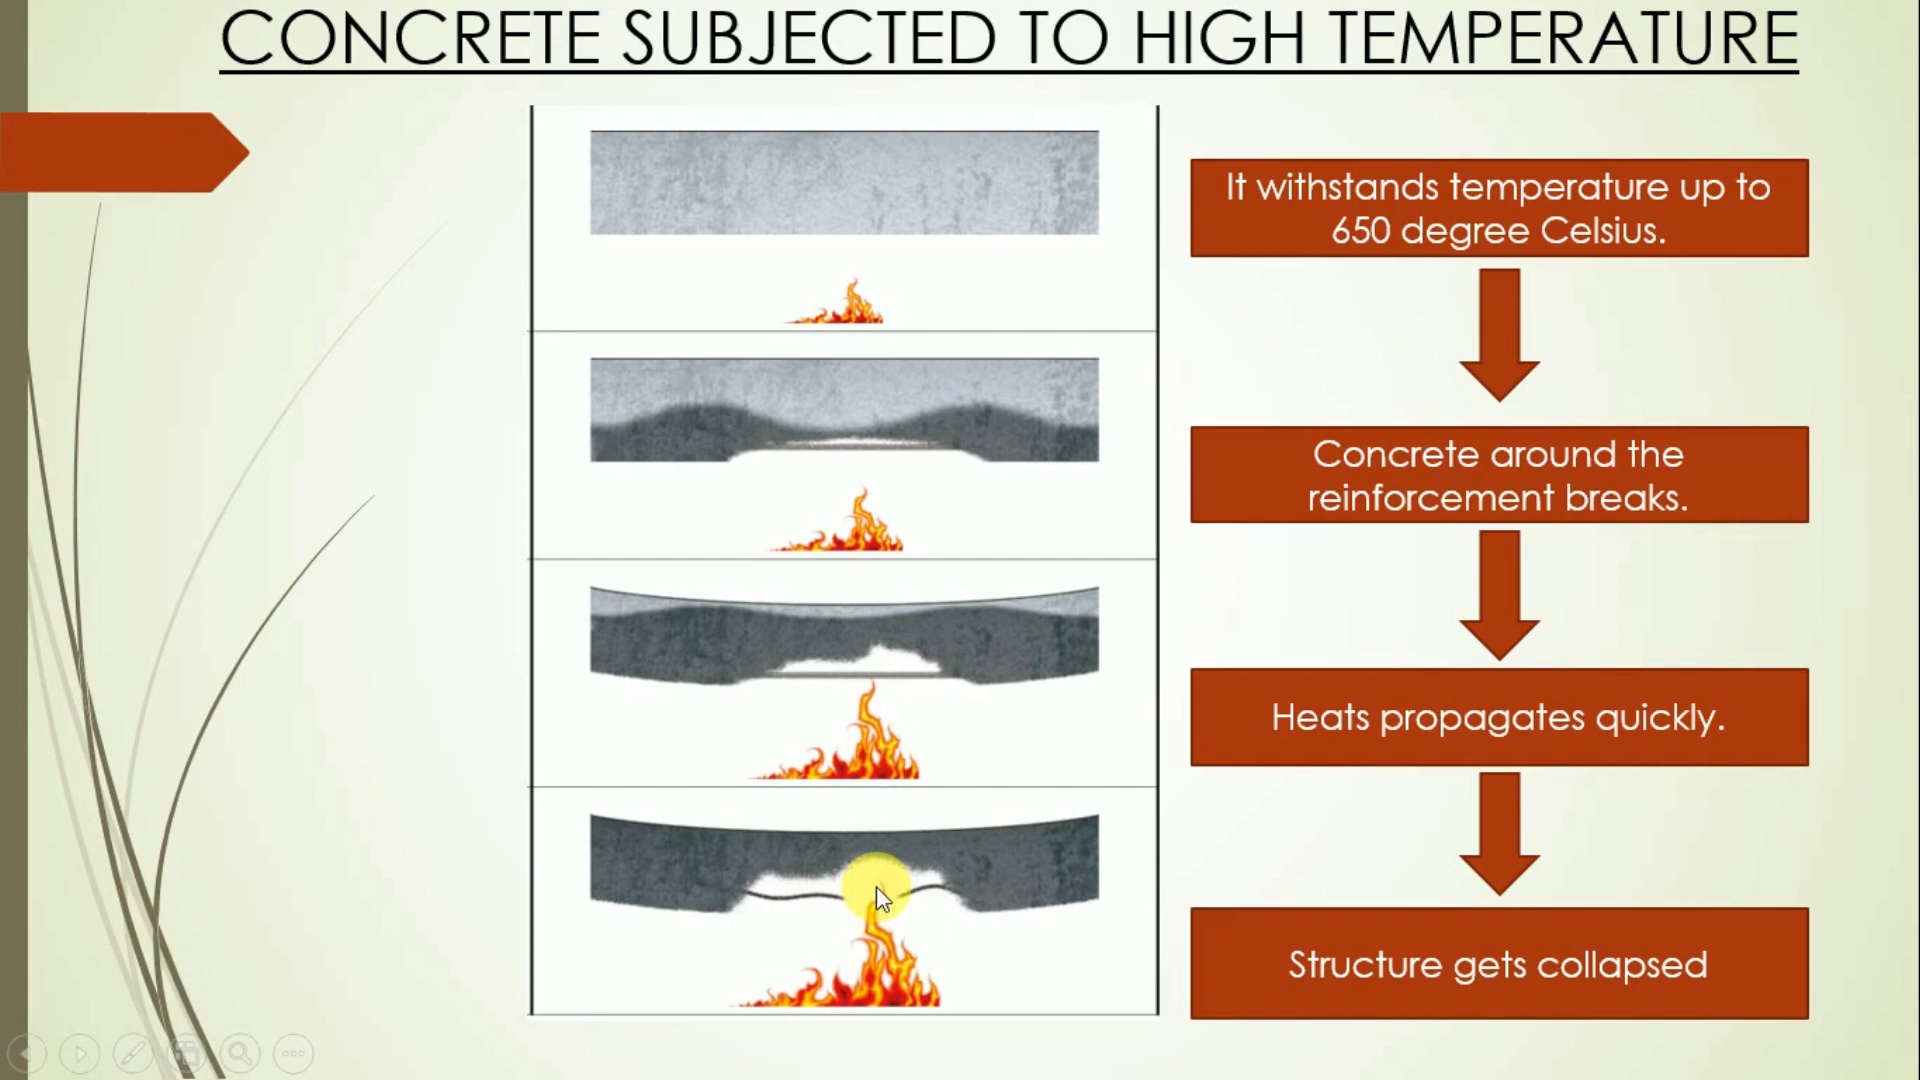 CONCRETE SUBJECTED TO HIGH TEMPERATURE
It withstands temperature up to
650 degree Celsius.
Concrete around the
reinforcement breaks.
Heats propagates quickly.
Structure gets collapsed